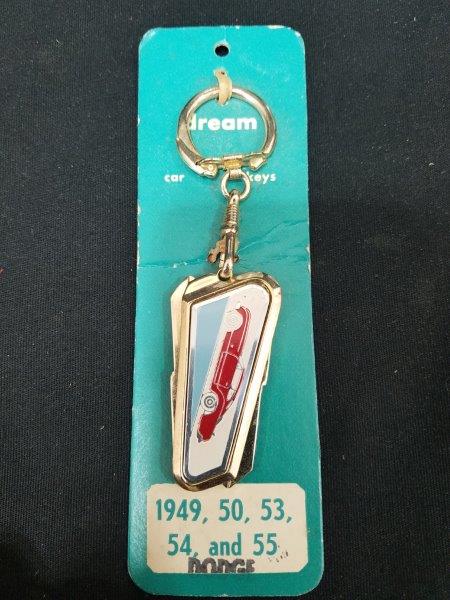 dream
car keys
1949, 50, 53,
54, and 55
DODGE